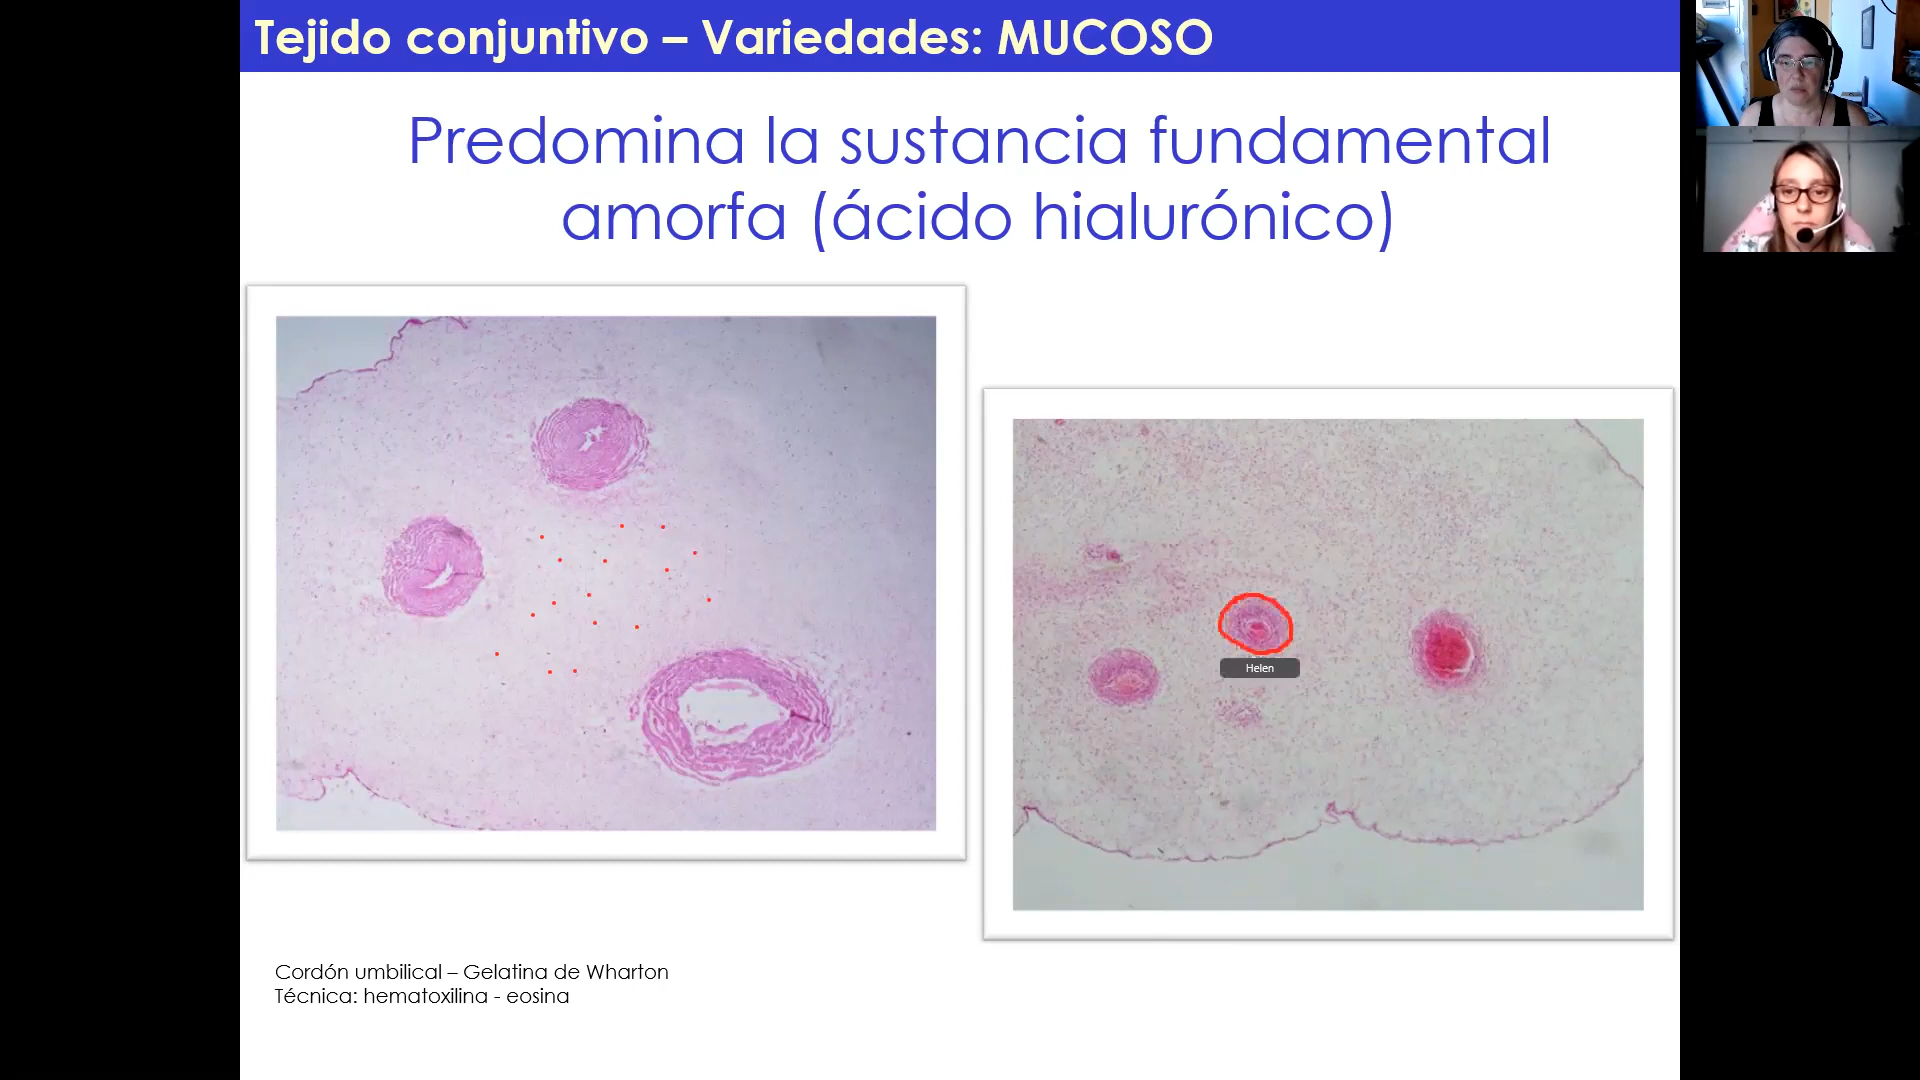 Tejido conjuntivo – Variedades: MUCOSO
Predomina la sustancia fundamental
amorfa (ácido hialurónico)
Helen
Cordón umbilical – Gelatina de Wharton
Técnica: hematoxilina - eosina